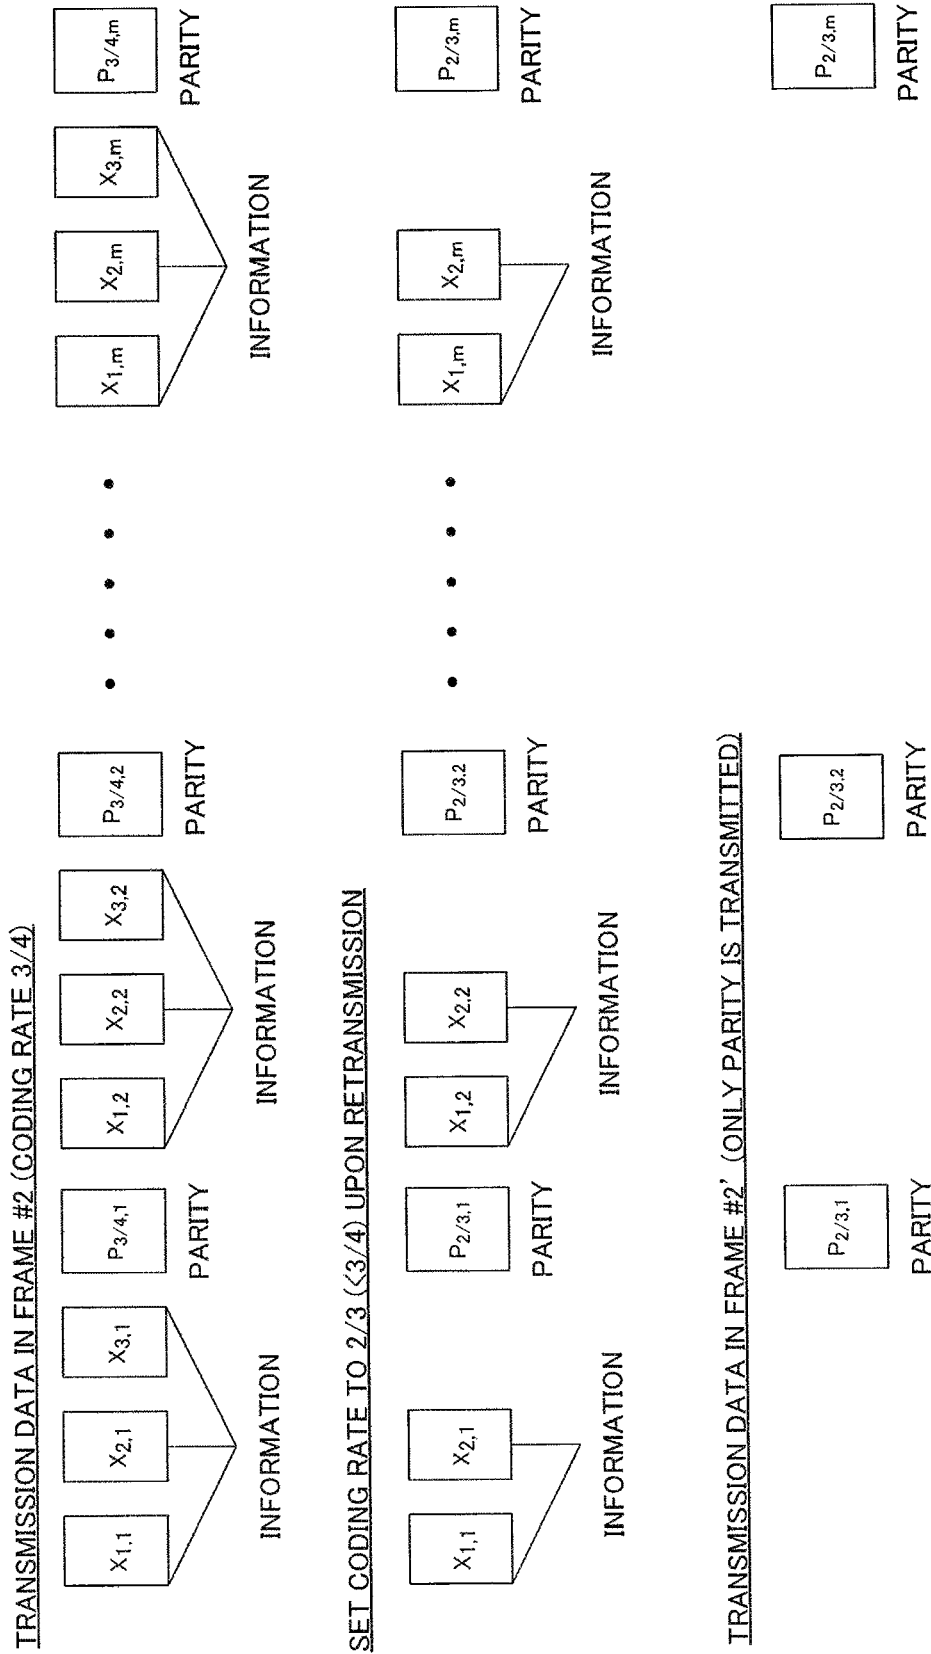 TRANSMISSION DATA IN FRAME #2 (CODING RATE 3/4)
X1,1 X2,1 X3,1 P3/4,1 X1,2 X2,2 X3,2 P3/4,2 • • • • • X1,m X2,m X3,m P3/4,m
INFORMATION PARITY INFORMATION PARITY INFORMATION PARITY
SET CODING RATE TO 2/3 (<3/4) UPON RETRANSMISSION
X1,1 X2,1 P2/3,1 X1,2 X2,2 P2/3,2 • • • • • X1,m X2,m P2/3,m
INFORMATION PARITY INFORMATION PARITY INFORMATION PARITY
TRANSMISSION DATA IN FRAME #2' (ONLY PARITY IS TRANSMITTED)
P2/3,1 P2/3,2 P2/3,m
PARITY PARITY PARITY